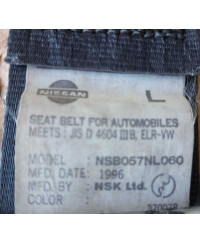 NISSAN L
SEAT BELT FOR AUTOMOBILES
MEETS : JIS D 4604 III B, ELR-VW
MODEL : NSB057NL060
MFD. DATE : 1996
MFD. BY : NSK Ltd.
COLOR :